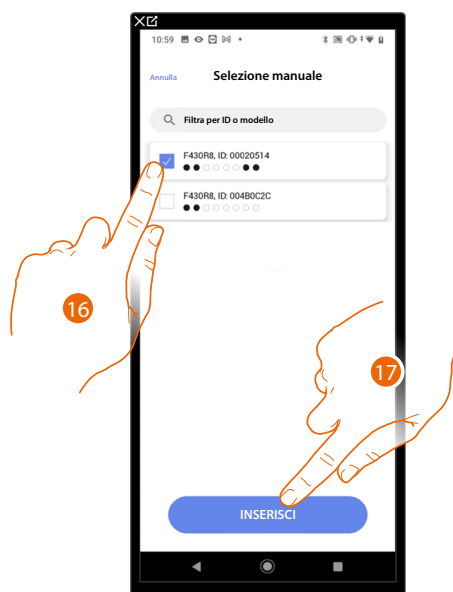 10:59
Annulla
Selezione manuale
Filtra per ID o modello
F430R8, ID: 00020514
F430R8, ID: 004B0C2C
16
17
INSERISCI